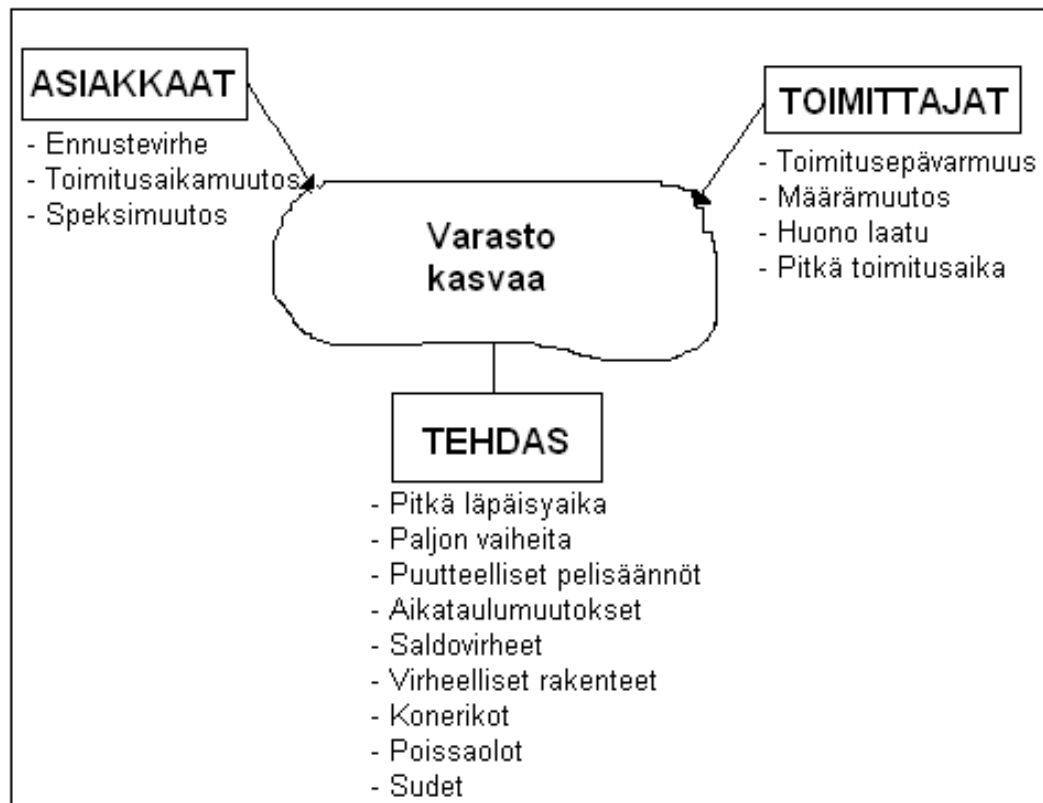 ASIAKKAAT
- Ennustevirhe
- Toimitusaikamuutos
- Speksimuutos
TOIMITTAJAT
- Toimitusepävarmuus
- Määrämuutos
- Huono laatu
- Pitkä toimitusaika
Varasto
kasvaa
TEHDAS
- Pitkä läpäisyaika
- Paljon vaiheita
- Puutteelliset pelisäännöt
- Aikataulumuutokset
- Saldovirheet
- Virheelliset rakenteet
- Konerikot
- Poissaolot
- Sudet